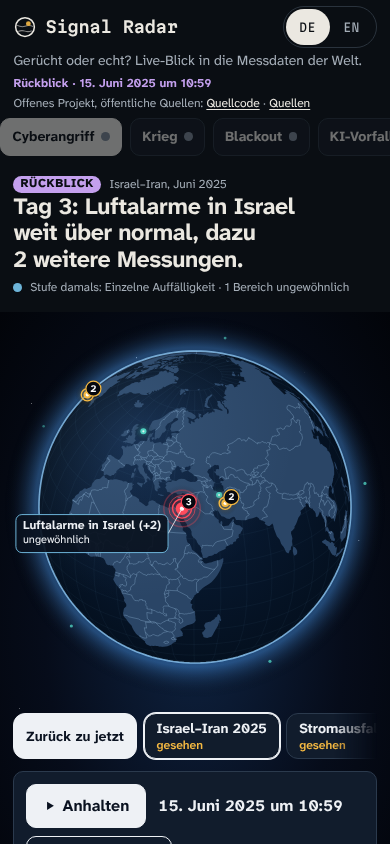 Signal Radar
DE EN
Gerücht oder echt? Live-Blick in die Messdaten der Welt.
Rückblick · 15. Juni 2025 um 10:59
Offenes Projekt, öffentliche Quellen: Quellcode · Quellen
Cyberangriff Krieg Blackout KI-Vorfal
RÜCKBLICK Israel–Iran, Juni 2025
Tag 3: Luftalarme in Israel
weit über normal, dazu
2 weitere Messungen.
Stufe damals: Einzelne Auffälligkeit · 1 Bereich ungewöhnlich
2
3
2
Luftalarme in Israel (+2)
ungewöhnlich
Zurück zu jetzt
Israel–Iran 2025
gesehen
Stromausfa
gesehen
Anhalten
15. Juni 2025 um 10:59